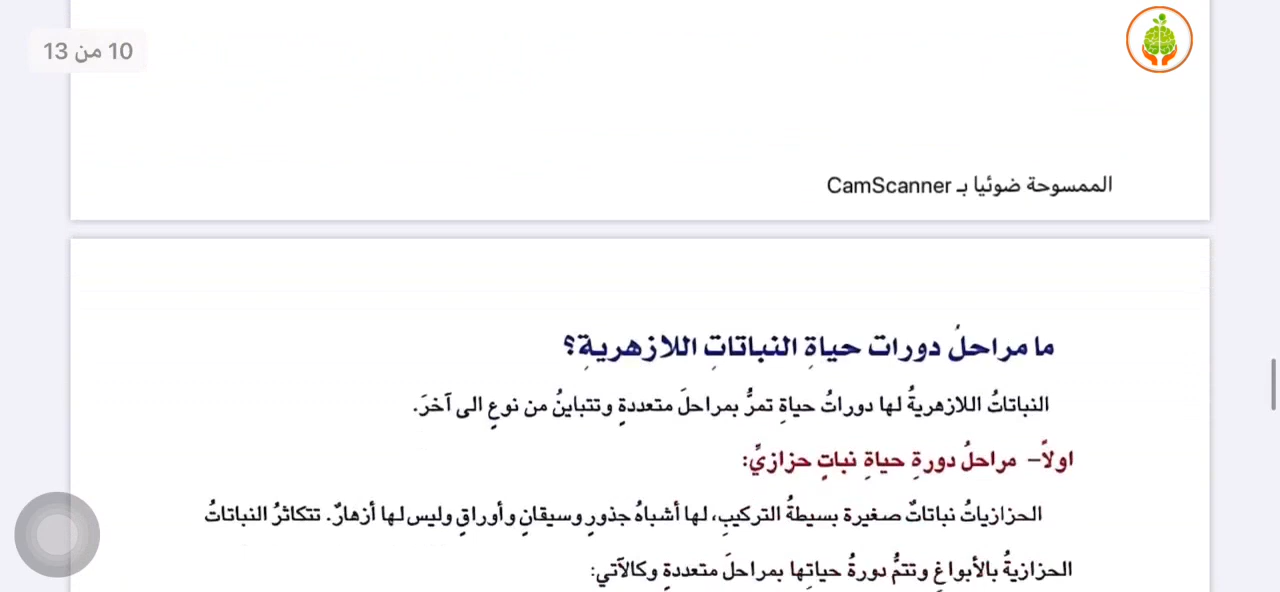 10 من 13
الممسوحة ضوئيا بـ CamScanner
ما مراحلُ دورات حياةِ النباتاتِ اللازهريةِ؟
النباتاتُ اللازهريةُ لها دوراتُ حياةٍ تمرُّ بمراحلَ متعددةٍ وتتباينُ من نوعٍ الى آخرَ.
اولاً– مراحلُ دورةِ حياةِ نباتٍ حزازيٍّ:
الحزازياتُ نباتاتٌ صغيرة بسيطةُ التركيبِ، لها أشباهُ جذورٍ وسيقانٍ وأوراقٍ وليس لها أزهارٌ. تتكاثرُ النباتاتُ
الحزازيةُ بالأبواغِ وتتمُّ دورةُ حياتِها بمراحلَ متعددةٍ وكالآتي: